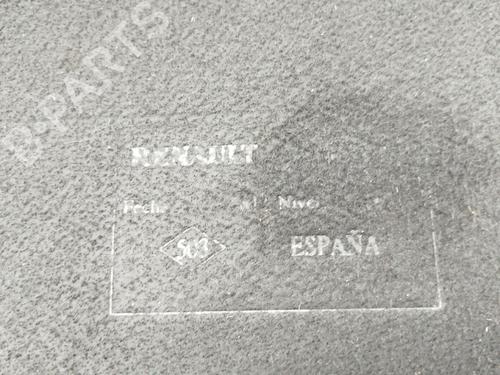 B-PARTS
RENAULT
Fecha Nivel
503 ESPAÑA